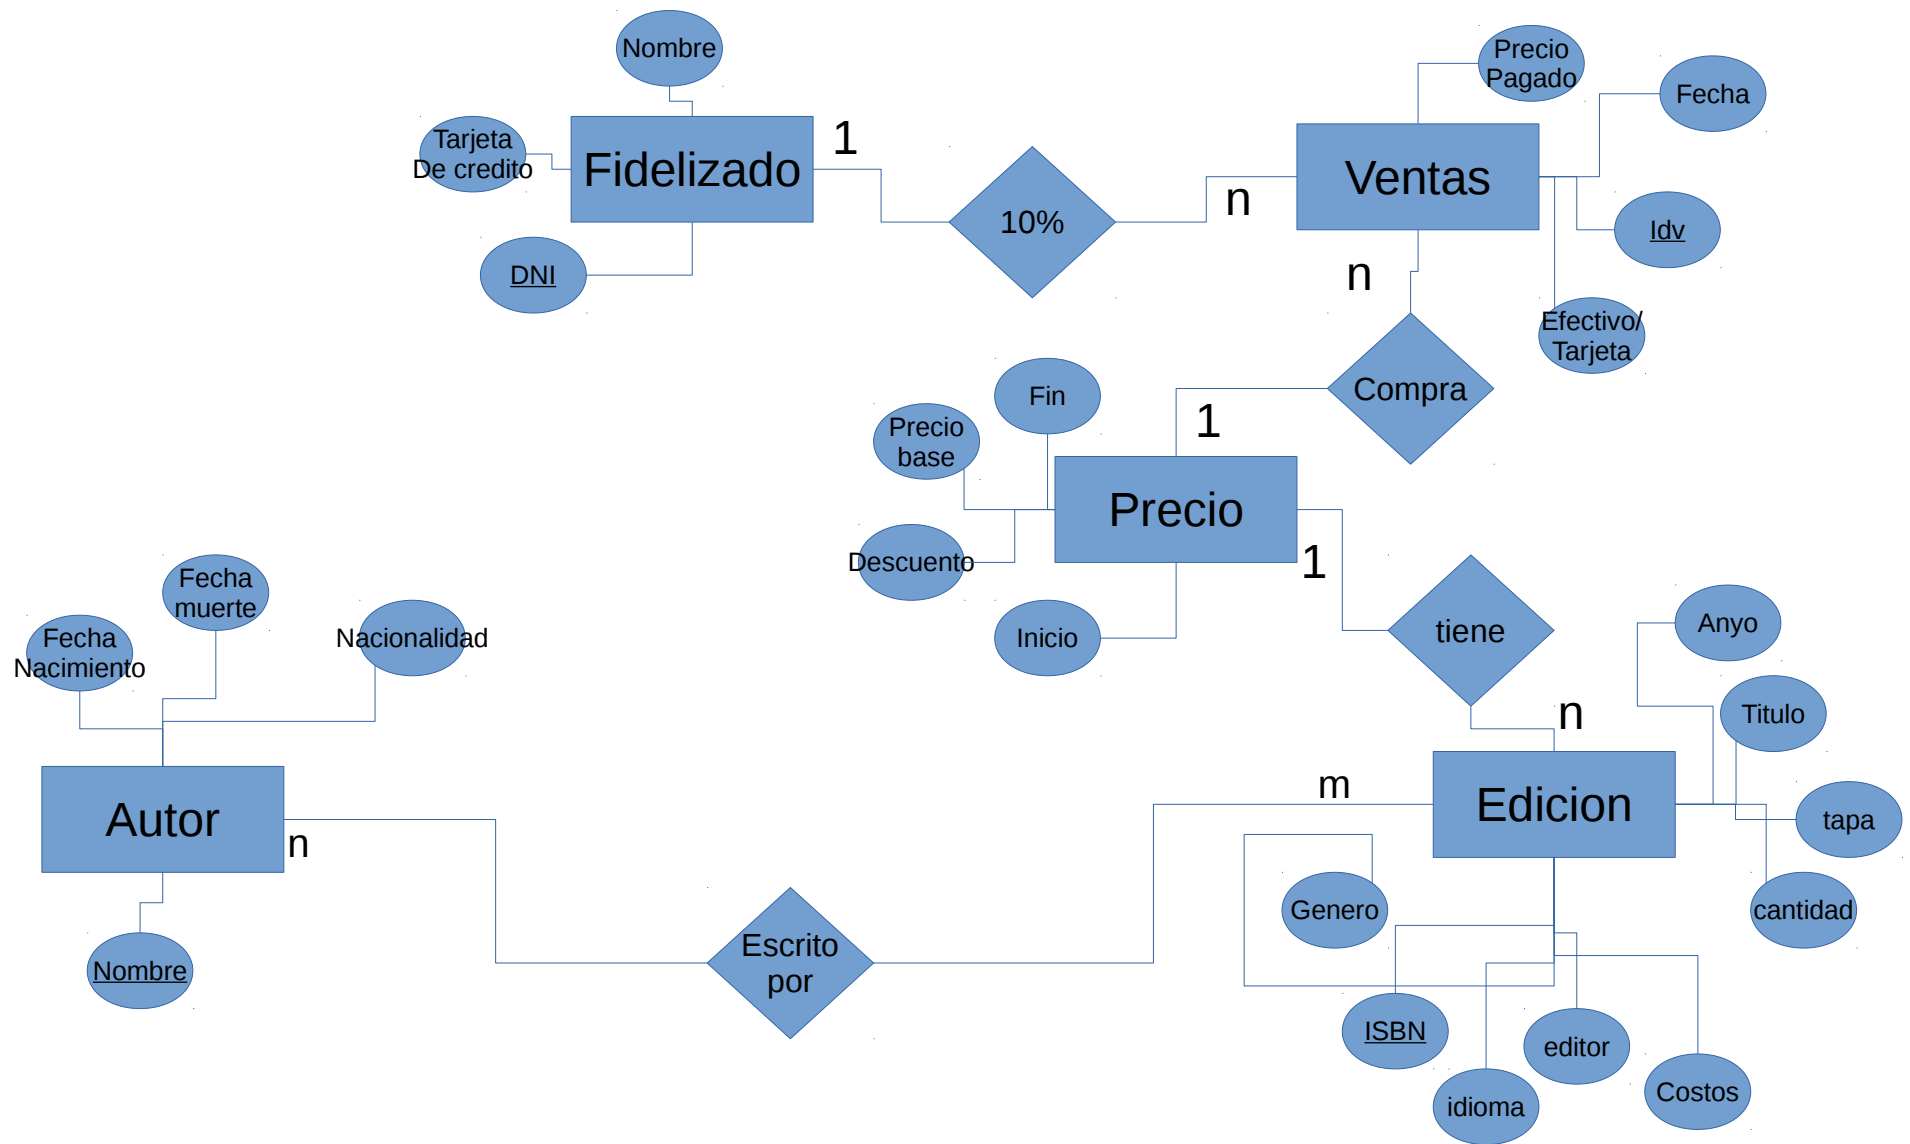 Nombre
Precio
Pagado
Fecha
Tarjeta
De credito
Fidelizado
1
10%
n
Ventas
DNI
Idv
n
Efectivo/
Tarjeta
Compra
Fin
Precio
base
1
Precio
Descuento
1
Inicio
tiene
Fecha
muerte
Fecha
Nacimiento
Nacionalidad
Anyo
Titulo
n
m
Autor
n
Edicion
tapa
Genero
cantidad
Nombre
Escrito
por
ISBN
editor
idioma
Costos